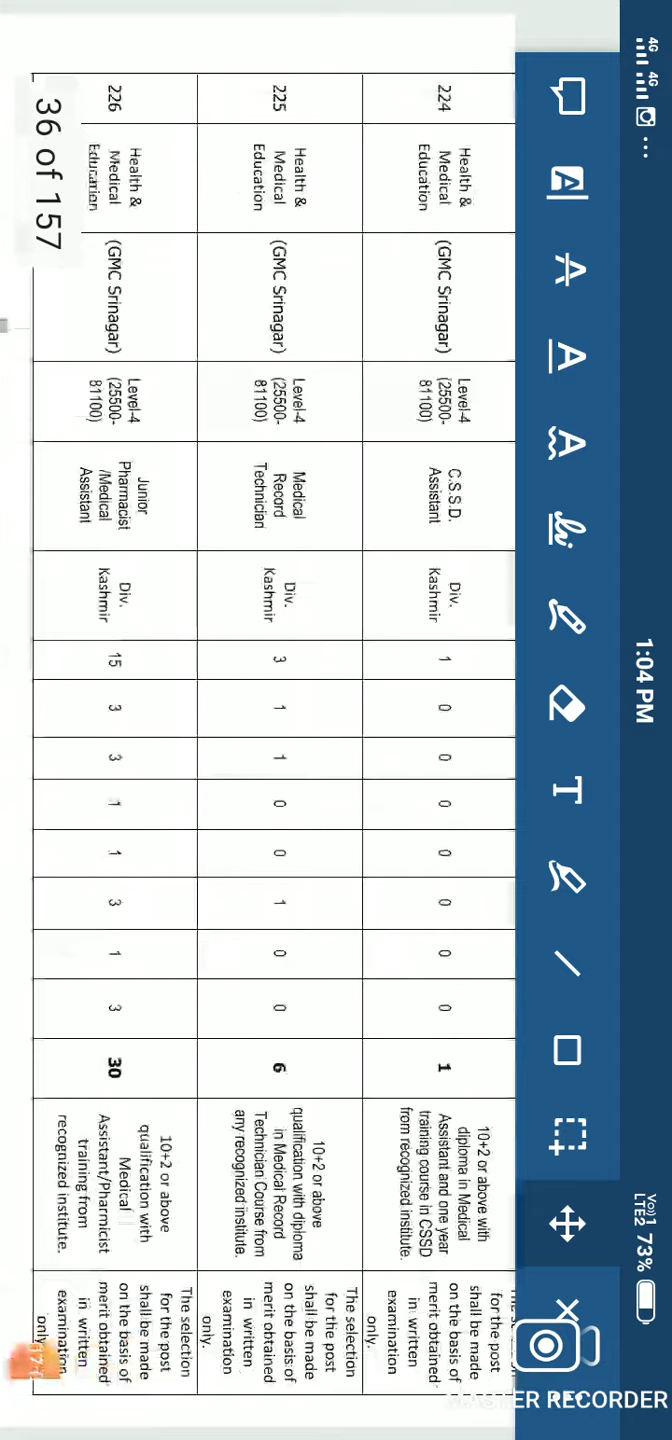 1:04 PM
4G 4G
Vo)) 1
LTE2 73%
36 of 157
224
Health &
Medical
Education
(GMC Srinagar)
Level-4
(25500-
81100)
C.S.S.D.
Assistant
Div.
Kashmir
1
0
0
0
0
0
0
0
1
10+2 or above with
diploma in Medical
Assistant and one year
training course in CSSD
from recognized institute.
for the post
shall be made
on the basis of
merit obtained
in written
examination
only.
225
Health &
Medical
Education
(GMC Srinagar)
Level-4
(25500-
81100)
Medical
Record
Technician
Div.
Kashmir
3
1
1
0
0
1
0
0
6
10+2 or above
qualification with diploma
in Medical Record
Technician Course from
any recognized institute.
The selection
for the post
shall be made
on the basis of
merit obtained
in written
examination
only.
226
Health &
Medical
Education
(GMC Srinagar)
Level-4
(25500-
81100)
Junior
Pharmacist
/Medical
Assistant
Div.
Kashmir
15
3
3
1
1
3
1
3
30
10+2 or above
qualification with
Medical
Assistant/Pharmicist
training from
recognized institute.
The selection
for the post
shall be made
on the basis of
merit obtained
in written
examination
only.
MASTER RECORDER